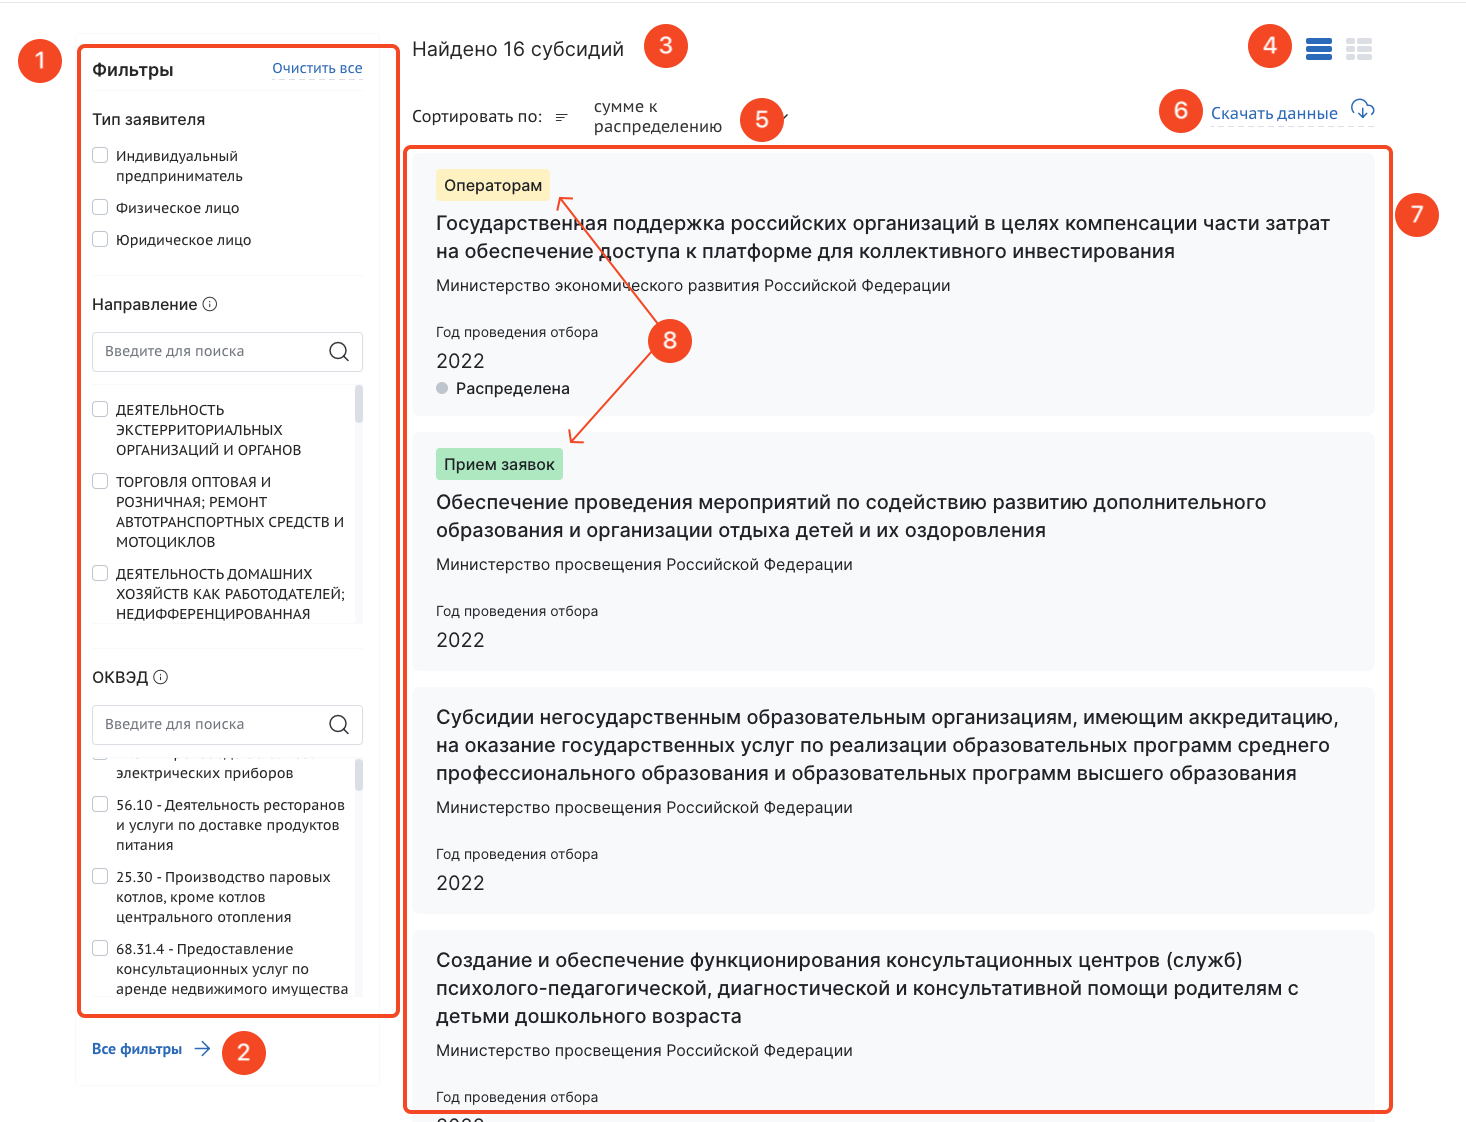 1
Фильтры
Очистить все
Тип заявителя
Индивидуальный
предприниматель
Физическое лицо
Юридическое лицо
Направление
Введите для поиска
ДЕЯТЕЛЬНОСТЬ
ЭКСТЕРРИТОРИАЛЬНЫХ
ОРГАНИЗАЦИЙ И ОРГАНОВ
ТОРГОВЛЯ ОПТОВАЯ И
РОЗНИЧНАЯ; РЕМОНТ
АВТОТРАНСПОРТНЫХ СРЕДСТВ И
МОТОЦИКЛОВ
ДЕЯТЕЛЬНОСТЬ ДОМАШНИХ
ХОЗЯЙСТВ КАК РАБОТОДАТЕЛЕЙ;
НЕДИФФЕРЕНЦИРОВАННАЯ
ОКВЭД
Введите для поиска
электрических приборов
56.10 - Деятельность ресторанов
и услуги по доставке продуктов
питания
25.30 - Производство паровых
котлов, кроме котлов
центрального отопления
68.31.4 - Предоставление
консультационных услуг по
аренде недвижимого имущества
Все фильтры
2
Найдено 16 субсидий
3
4
Сортировать по:
сумме к
распределению
5
6
Скачать данные
7
Операторам
Государственная поддержка российских организаций в целях компенсации части затрат
на обеспечение доступа к платформе для коллективного инвестирования
Министерство экономического развития Российской Федерации
Год проведения отбора
2022
Распределена
8
Прием заявок
Обеспечение проведения мероприятий по содействию развитию дополнительного
образования и организации отдыха детей и их оздоровления
Министерство просвещения Российской Федерации
Год проведения отбора
2022
Субсидии негосударственным образовательным организациям, имеющим аккредитацию,
на оказание государственных услуг по реализации образовательных программ среднего
профессионального образования и образовательных программ высшего образования
Министерство просвещения Российской Федерации
Год проведения отбора
2022
Создание и обеспечение функционирования консультационных центров (служб)
психолого-педагогической, диагностической и консультативной помощи родителям с
детьми дошкольного возраста
Министерство просвещения Российской Федерации
Год проведения отбора